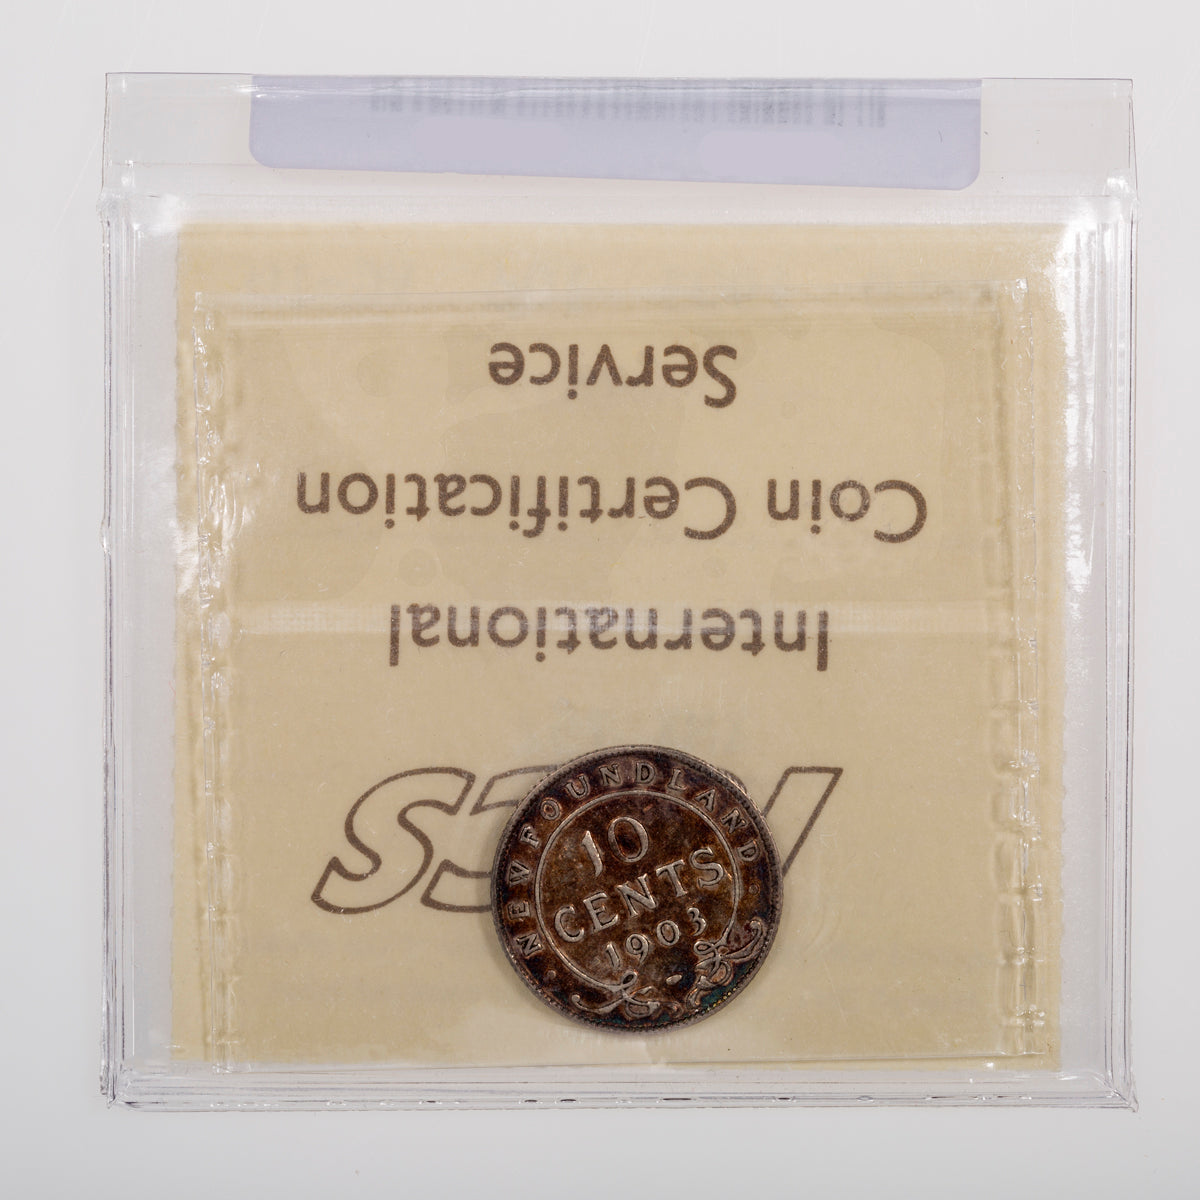 ICCS
International
Coin Certification
Service
NEWFOUNDLAND
10
CENTS
1903